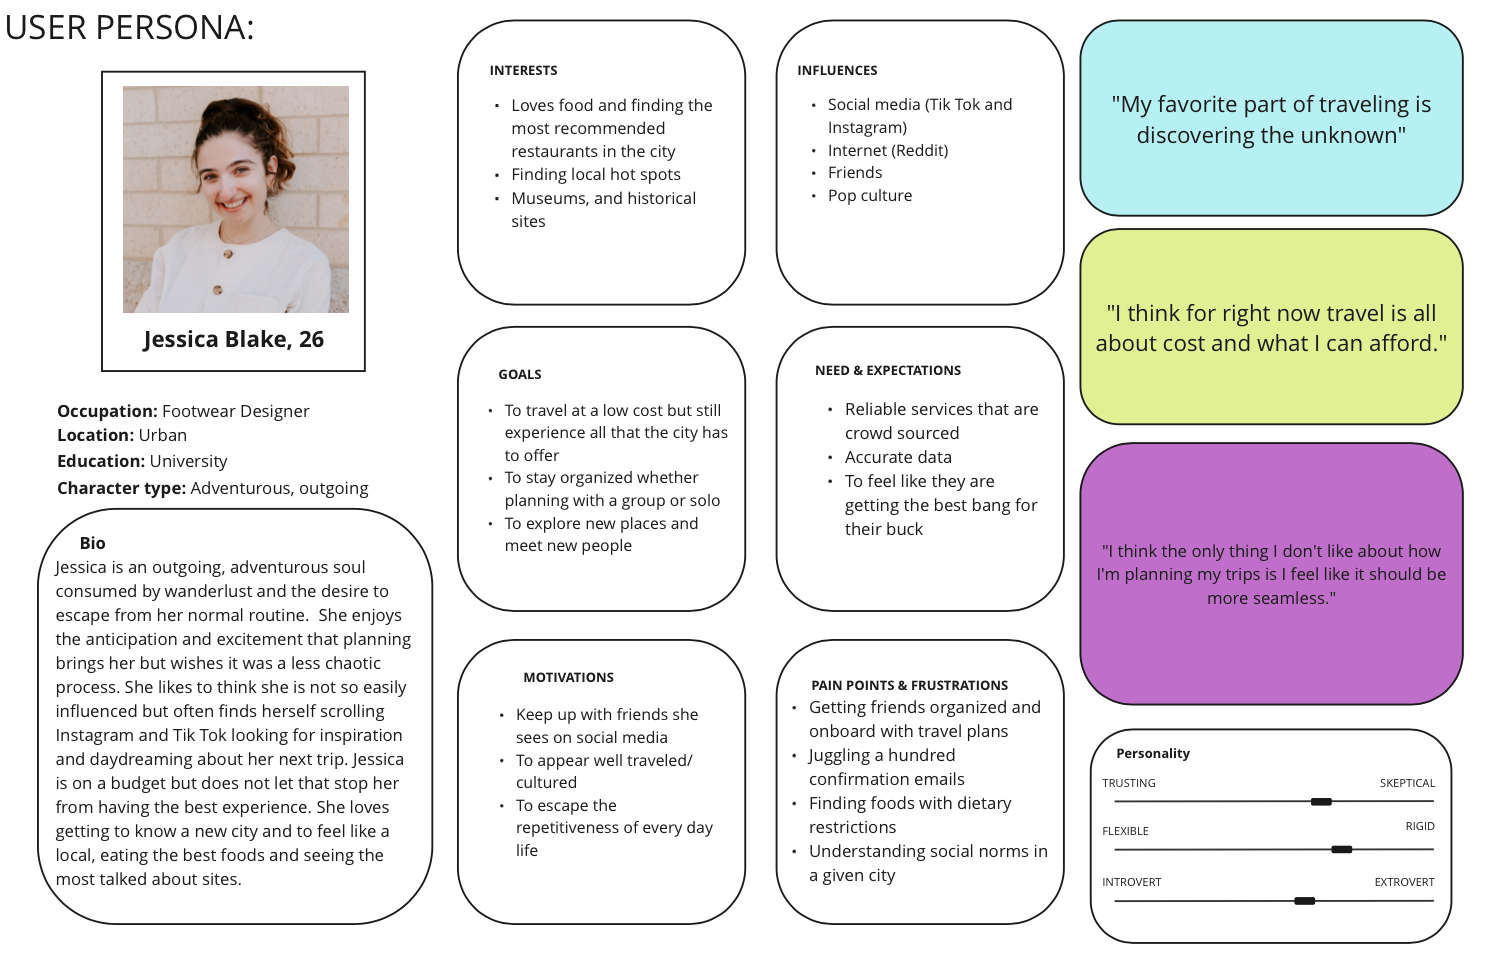 USER PERSONA:
Jessica Blake, 26
Occupation: Footwear Designer
Location: Urban
Education: University
Character type: Adventurous, outgoing
Bio
Jessica is an outgoing, adventurous soul
consumed by wanderlust and the desire to
escape from her normal routine.  She enjoys
the anticipation and excitement that planning
brings her but wishes it was a less chaotic
process. She likes to think she is not so easily
influenced but often finds herself scrolling
Instagram and Tik Tok looking for inspiration
and daydreaming about her next trip. Jessica
is on a budget but does not let that stop her
from having the best experience. She loves
getting to know a new city and to feel like a
local, eating the best foods and seeing the
most talked about sites.
INTERESTS
• Loves food and finding the
most recommended
restaurants in the city
• Finding local hot spots
• Museums, and historical
sites
GOALS
• To travel at a low cost but still
experience all that the city has
to offer
• To stay organized whether
planning with a group or solo
• To explore new places and
meet new people
MOTIVATIONS
• Keep up with friends she
sees on social media
• To appear well traveled/
cultured
• To escape the
repetitiveness of every day
life
INFLUENCES
• Social media (Tik Tok and
Instagram)
• Internet (Reddit)
• Friends
• Pop culture
NEED & EXPECTATIONS
• Reliable services that are
crowd sourced
• Accurate data
• To feel like they are
getting the best bang for
their buck
PAIN POINTS & FRUSTRATIONS
• Getting friends organized and
onboard with travel plans
• Juggling a hundred
confirmation emails
• Finding foods with dietary
restrictions
• Understanding social norms in
a given city
"My favorite part of traveling is
discovering the unknown"
"I think for right now travel is all
about cost and what I can afford."
"I think the only thing I don't like about how
I'm planning my trips is I feel like it should be
more seamless."
Personality
TRUSTING SKEPTICAL
FLEXIBLE RIGID
INTROVERT EXTROVERT